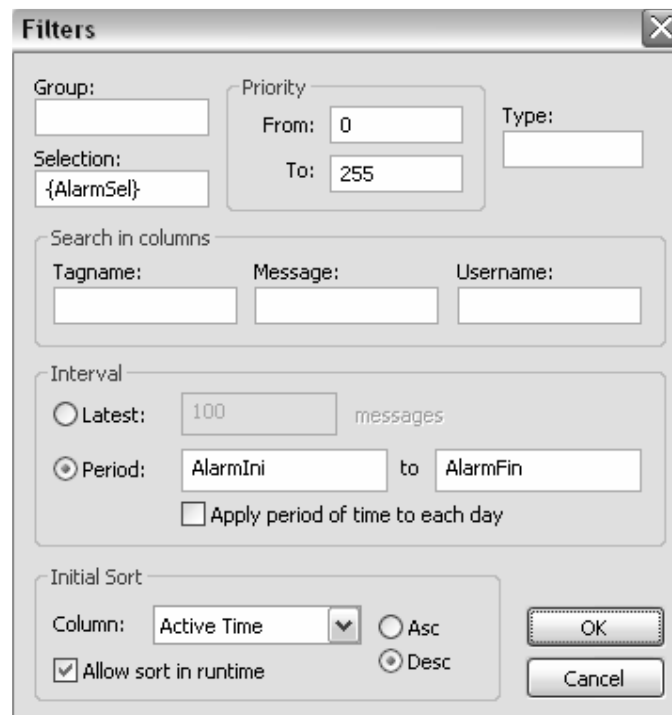 Filters
Group:
Selection:
{AlarmSel}
Priority
From: 0
To: 255
Type:
Search in columns
Tagname: Message: Username:
Interval
Latest: 100 messages
Period: AlarmIni to AlarmFin
Apply period of time to each day
Initial Sort
Column: Active Time
Asc
Desc
Allow sort in runtime
OK
Cancel